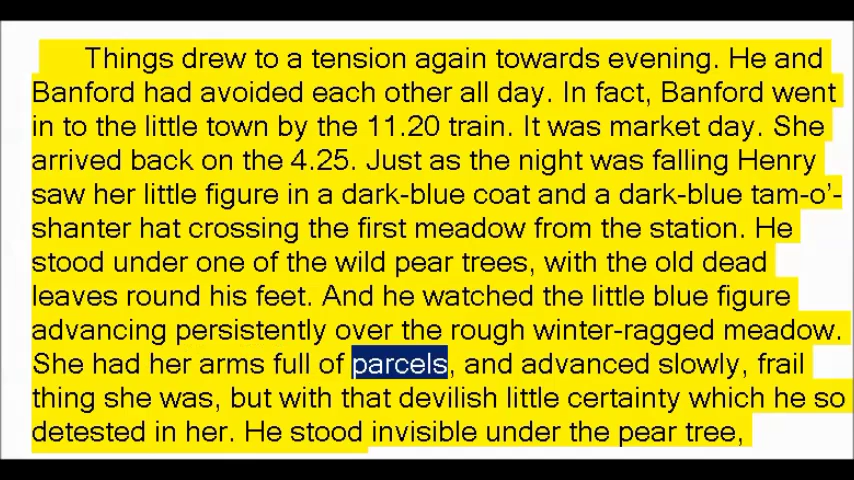 Things drew to a tension again towards evening. He and
Banford had avoided each other all day. In fact, Banford went
in to the little town by the 11.20 train. It was market day. She
arrived back on the 4.25. Just as the night was falling Henry
saw her little figure in a dark-blue coat and a dark-blue tam-o’-
shanter hat crossing the first meadow from the station. He
stood under one of the wild pear trees, with the old dead
leaves round his feet. And he watched the little blue figure
advancing persistently over the rough winter-ragged meadow.
She had her arms full of parcels, and advanced slowly, frail
thing she was, but with that devilish little certainty which he so
detested in her. He stood invisible under the pear tree,